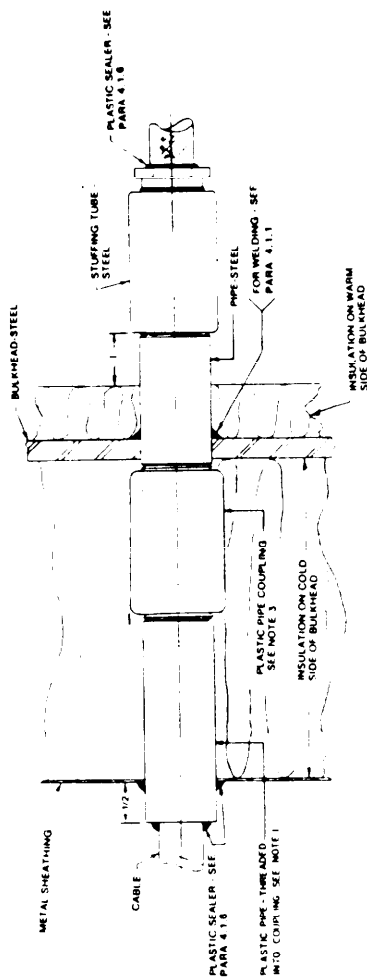 METAL SHEATHING
CABLE
1/2
PLASTIC SEALER - SEE
PARA 4.1.6
PLASTIC PIPE - THREADED
INTO COUPLING SEE NOTE 1
PLASTIC PIPE COUPLING
SEE NOTE 3
INSULATION ON COLD
SIDE OF BULKHEAD
BULKHEAD-STEEL
1
STUFFING TUBE-
STEEL
PLASTIC SEALER - SEE
PARA 4.1.6
PIPE-STEEL
FOR WELDING - SEE
PARA 4.1.1
INSULATION ON WARM
SIDE OF BULKHEAD